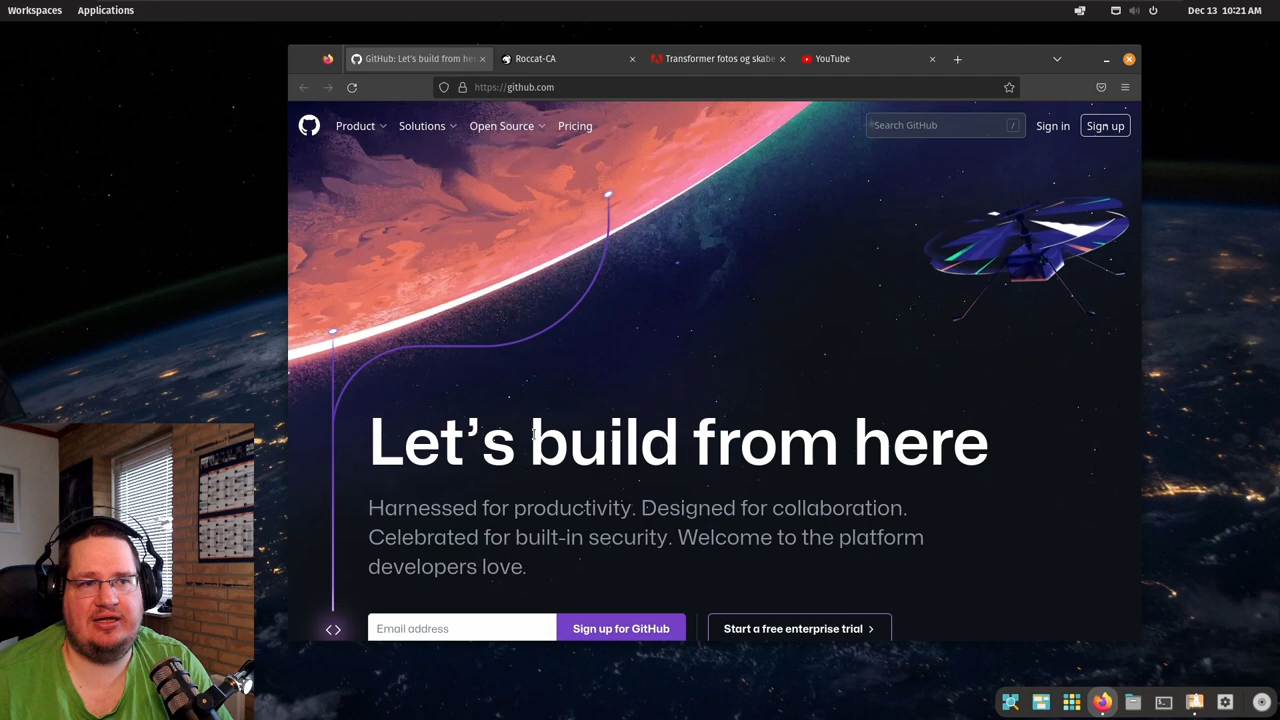 Workspaces Applications Dec 13 10:21 AM
GitHub: Let's build from her Roccat-CA Transformer fotos og skabe YouTube
https://github.com
Product Solutions Open Source Pricing Search GitHub / Sign in Sign up
Let's build from here
Harnessed for productivity. Designed for collaboration.
Celebrated for built-in security. Welcome to the platform
developers love.
Email address Sign up for GitHub Start a free enterprise trial